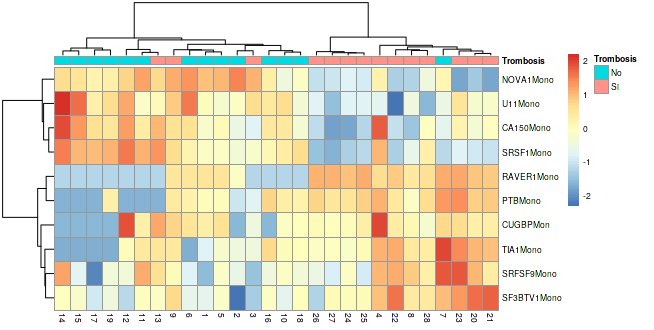 Trombosis
Trombosis
No
SI
2
1
0
-1
-2
NOVA1Mono
U11Mono
CA150Mono
SRSF1Mono
RAVER1Mono
PTBMono
CUGBPMon
TIA1Mono
SRFSF9Mono
SF3BTV1Mono
14 15 17 19 12 11 13 9 6 1 5 2 3 16 10 18 26 27 24 25 4 22 8 28 7 23 20 21